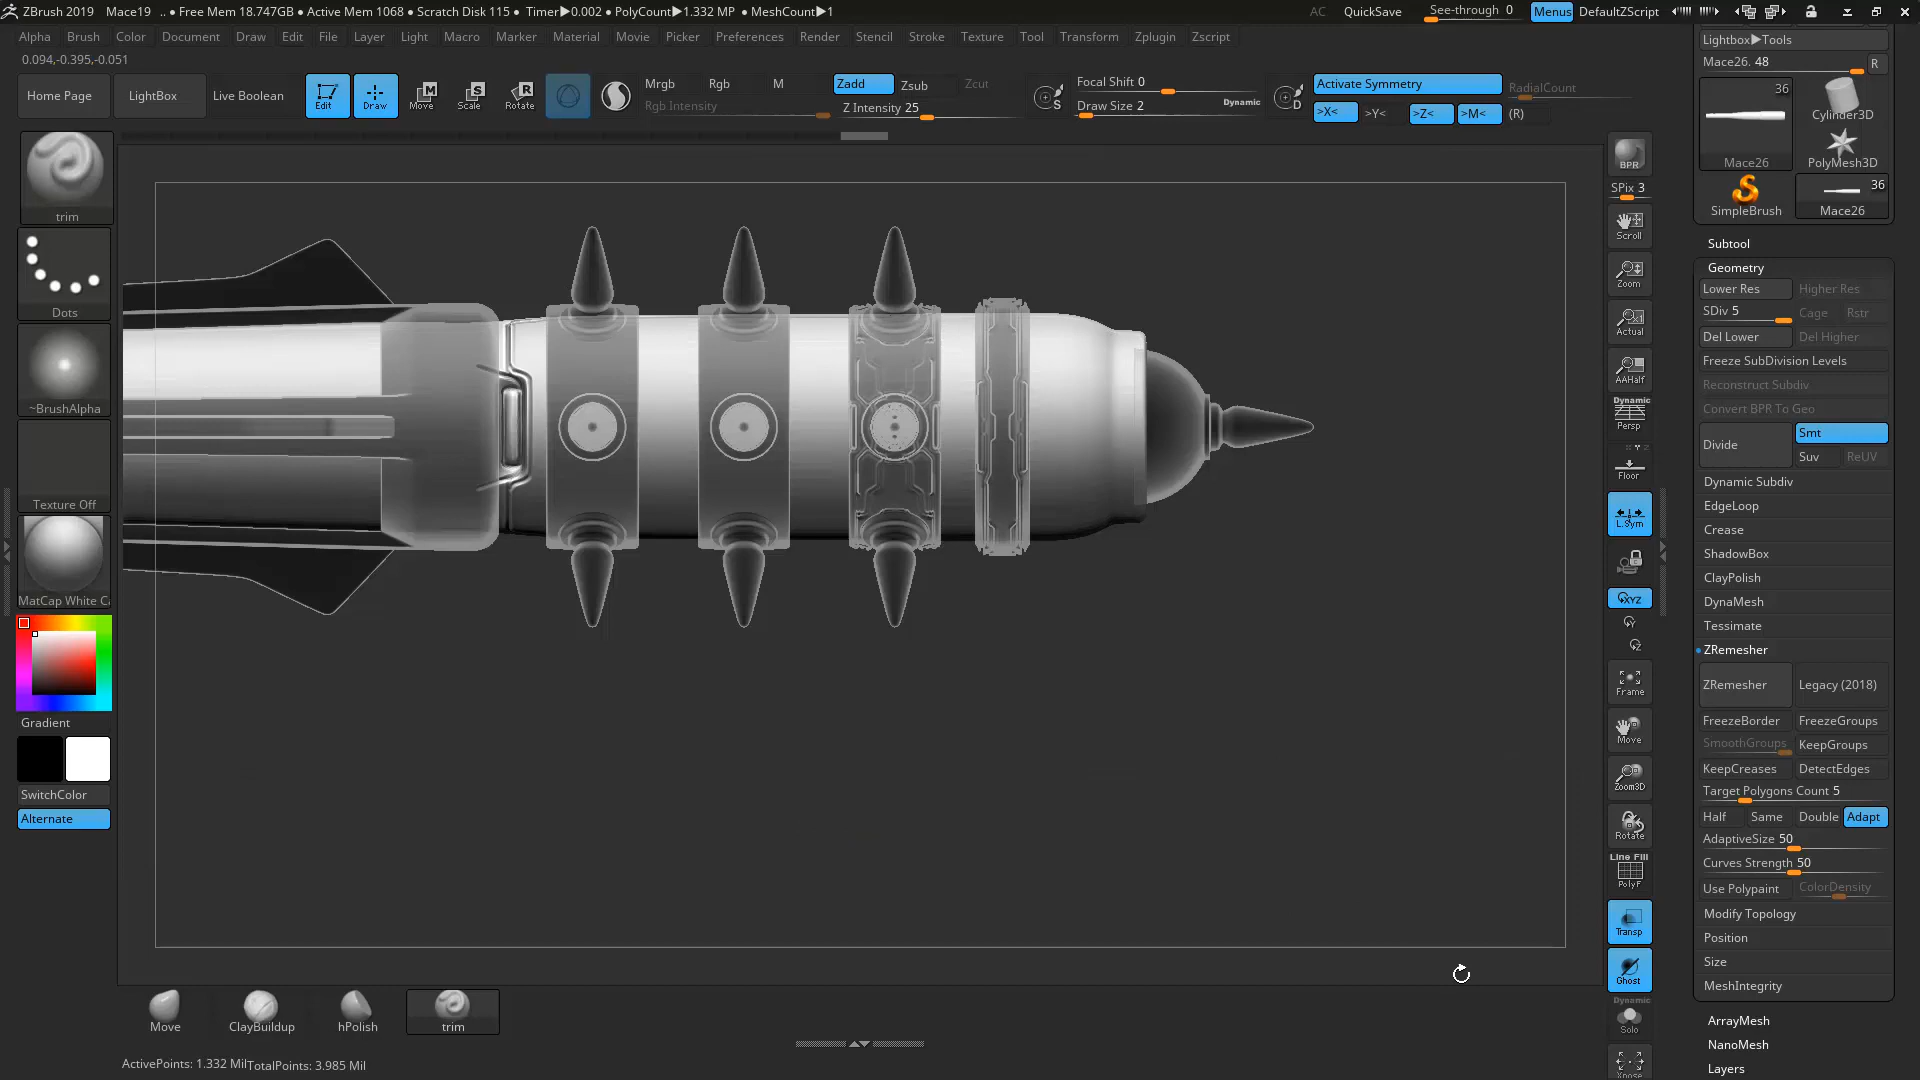 ZBrush 2019 Mace19 .. ● Free Mem 18.747GB ● Active Mem 1068 ● Scratch Disk 115 ● Timer▶0.002 ● PolyCount▶1.332 MP ● MeshCount▶1 AC QuickSave See-through 0 Menus DefaultZScript
Alpha Brush Color Document Draw Edit File Layer Light Macro Marker Material Movie Picker Preferences Render Stencil Stroke Texture Tool Transform Zplugin Zscript
0.094,-0.395,-0.051
Home Page LightBox Live Boolean Edit Draw Move Scale Rotate
Mrgb Rgb M Zadd Zsub Zcut
Rgb Intensity Z Intensity 25
Focal Shift 0
Draw Size 2 Dynamic
S
D
Activate Symmetry RadialCount
>X< >Y< >Z< >M< (R)
trim
Dots
~BrushAlpha
Texture Off
MatCap White C
Gradient
SwitchColor
Alternate
BPR
SPix 3
Scroll
Zoom
Actual
AAHalf
Dynamic
Persp
Floor
L.Sym
XYZ
Y
Z
Frame
Move
Zoom3D
Rotate
Line Fill
PolyF
Transp
Ghost
Dynamic
Solo
Xpose
Lightbox▶Tools
Mace26. 48 R
36
Mace26
Cylinder3D
PolyMesh3D
SimpleBrush
36
Mace26
Subtool
Geometry
Lower Res Higher Res
SDiv 5 Cage Rstr
Del Lower Del Higher
Freeze SubDivision Levels
Reconstruct Subdiv
Convert BPR To Geo
Divide Smt
Suv ReUV
Dynamic Subdiv
EdgeLoop
Crease
ShadowBox
ClayPolish
DynaMesh
Tessimate
ZRemesher
ZRemesher Legacy (2018)
FreezeBorder FreezeGroups
SmoothGroups KeepGroups
KeepCreases DetectEdges
Target Polygons Count 5
Half Same Double Adapt
AdaptiveSize 50
Curves Strength 50
Use Polypaint ColorDensity
Modify Topology
Position
Size
MeshIntegrity
ArrayMesh
NanoMesh
Layers
Move ClayBuildup hPolish trim
ActivePoints: 1.332 Mil TotalPoints: 3.985 Mil